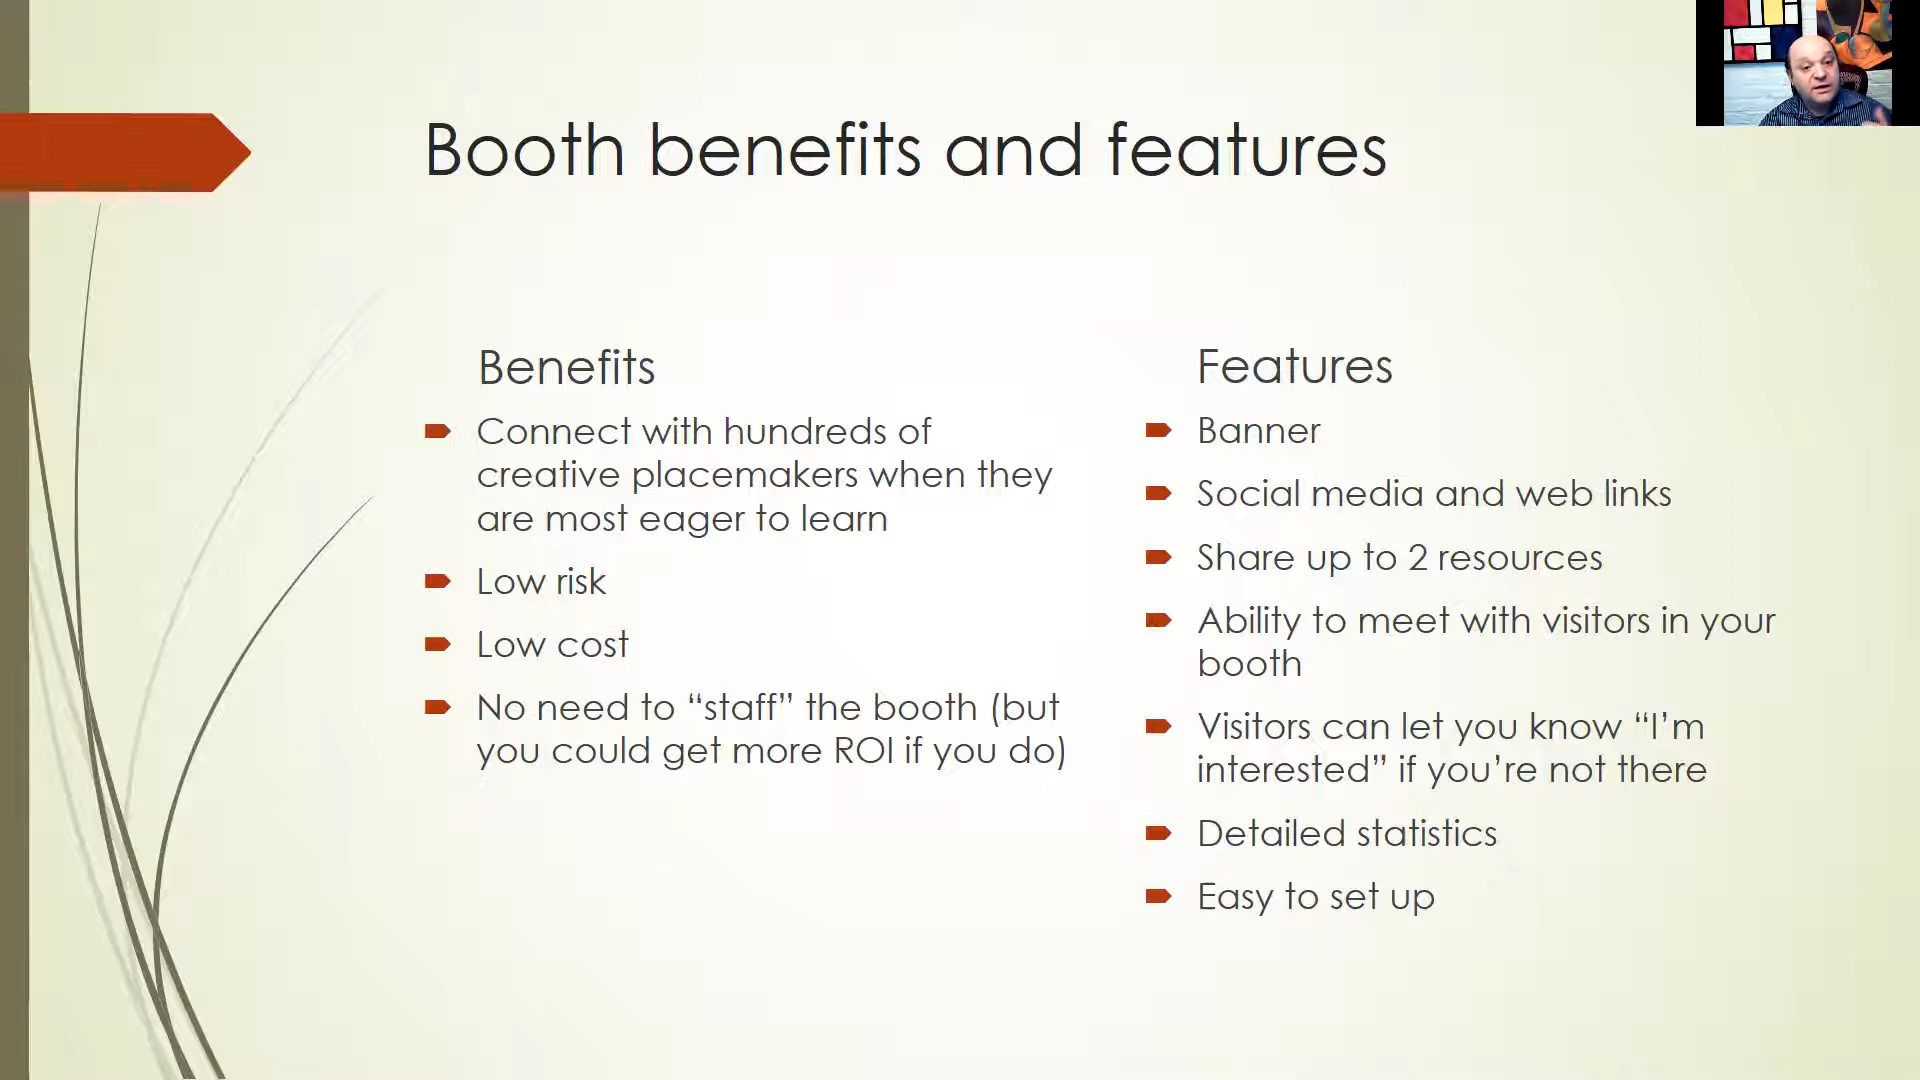 Booth benefits and features
Benefits
Connect with hundreds of
creative placemakers when they
are most eager to learn
Low risk
Low cost
No need to “staff” the booth (but
you could get more ROI if you do)
Features
Banner
Social media and web links
Share up to 2 resources
Ability to meet with visitors in your
booth
Visitors can let you know “I’m
interested” if you’re not there
Detailed statistics
Easy to set up